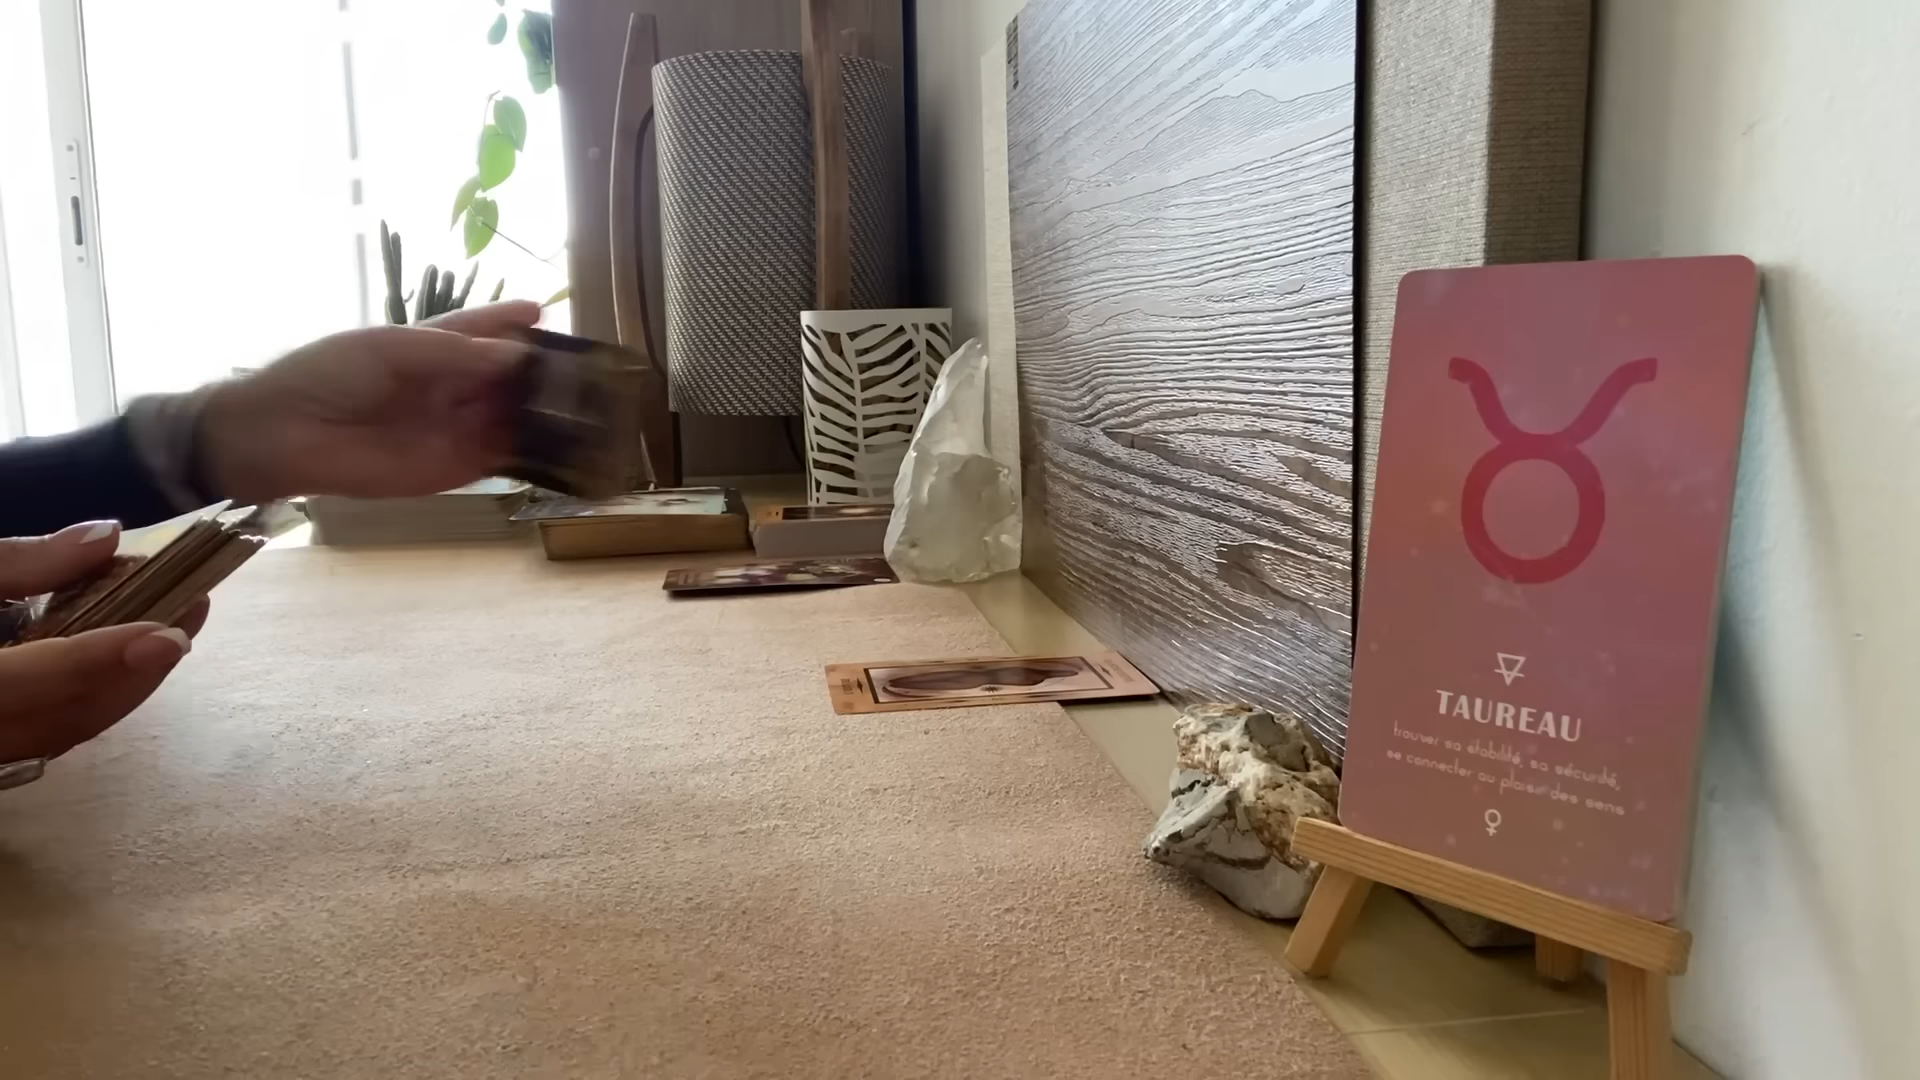 TAUREAU
trouver sa stabilité, sa sécurité,
se connecter au plaisir des sens